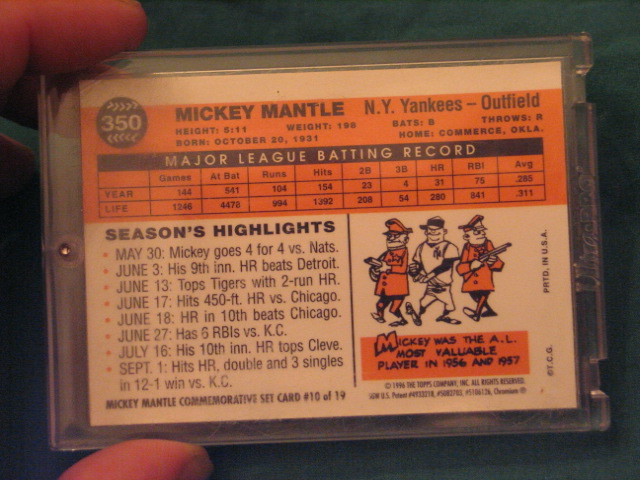 350
MICKEY MANTLE N.Y. Yankees – Outfield
HEIGHT: 5:11 WEIGHT: 198 BATS: B THROWS: R
BORN: OCTOBER 20, 1931 HOME: COMMERCE, OKLA.
MAJOR LEAGUE BATTING RECORD
Games At Bat Runs Hits 2B 3B HR RBI Avg
YEAR 144 541 104 154 23 4 31 75 .285
LIFE 1246 4478 994 1392 208 54 280 841 .311
SEASON'S HIGHLIGHTS
• MAY 30: Mickey goes 4 for 4 vs. Nats.
• JUNE 3: His 9th inn. HR beats Detroit.
• JUNE 13: Tops Tigers with 2-run HR.
• JUNE 17: Hits 450-ft. HR vs. Chicago.
• JUNE 18: HR in 10th beats Chicago.
• JUNE 27: Has 6 RBIs vs. K.C.
• JULY 16: His 10th inn. HR tops Cleve.
• SEPT. 1: Hits HR, double and 3 singles
in 12-1 win vs. K.C.
MICKEY MANTLE COMMEMORATIVE SET CARD #10 of 19
NY
MICKEY WAS THE A.L.
MOST VALUABLE
PLAYER IN 1956 AND 1957
© 1996 THE TOPPS COMPANY, INC. ALL RIGHTS RESERVED.
U.S. Patent #4933218, #5082703, #5106126, Chromium
©T.C.G. PRTD. IN U.S.A.